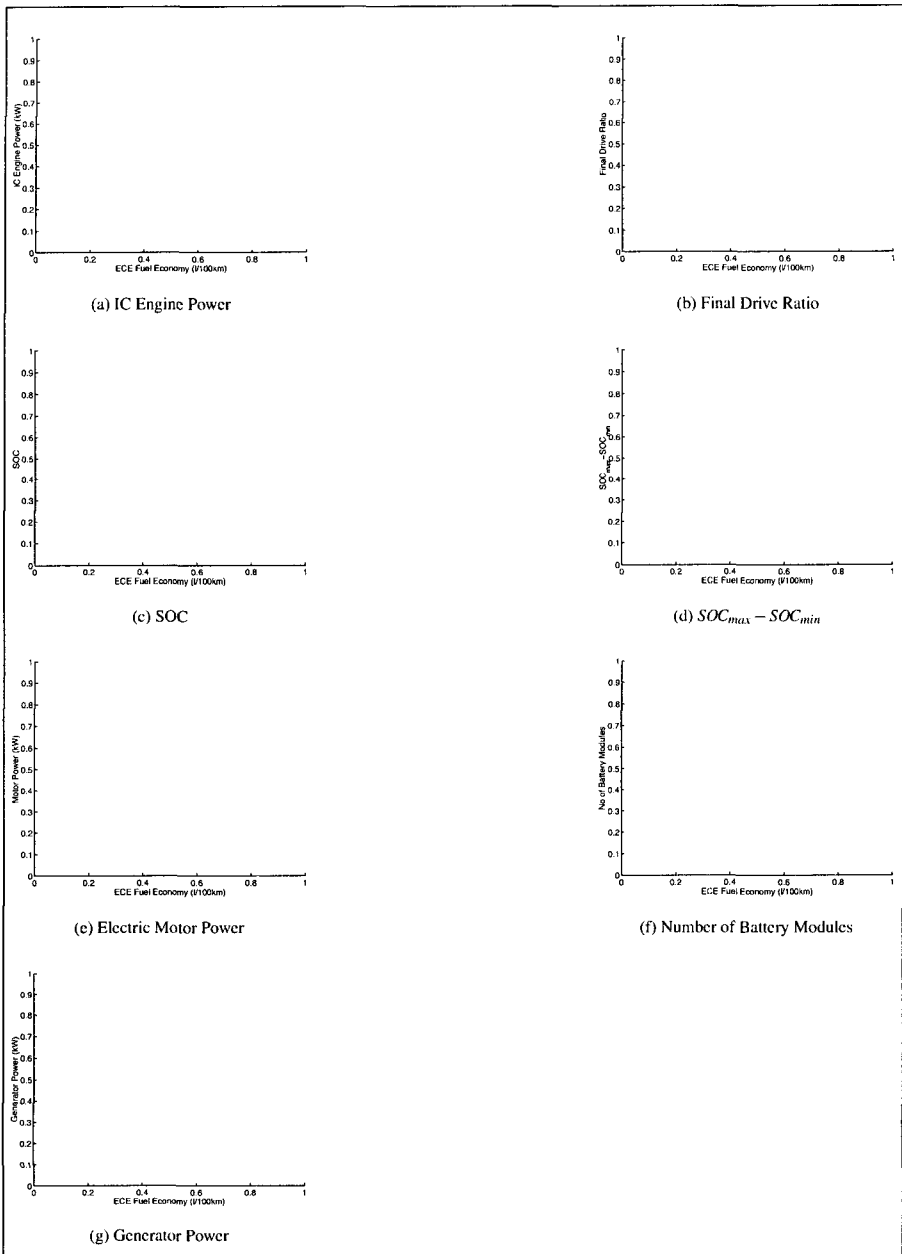 1
0.9
0.8
0.7
0.6
0.5
0.4
0.3
0.2
0.1
0
IC Engine Power (kW)
0 0.2 0.4 0.6 0.8 1
ECE Fuel Economy (l/100km)
(a) IC Engine Power
1
0.9
0.8
0.7
0.6
0.5
0.4
0.3
0.2
0.1
0
Final Drive Ratio
0 0.2 0.4 0.6 0.8 1
ECE Fuel Economy (l/100km)
(b) Final Drive Ratio
1
0.9
0.8
0.7
0.6
0.5
0.4
0.3
0.2
0.1
0
SOC
0 0.2 0.4 0.6 0.8 1
ECE Fuel Economy (l/100km)
(c) SOC
1
0.9
0.8
0.7
0.6
0.5
0.4
0.3
0.2
0.1
0
SOC_max-SOC_min
0 0.2 0.4 0.6 0.8 1
ECE Fuel Economy (l/100km)
(d) SOC_max − SOC_min
1
0.9
0.8
0.7
0.6
0.5
0.4
0.3
0.2
0.1
0
Motor Power (kW)
0 0.2 0.4 0.6 0.8 1
ECE Fuel Economy (l/100km)
(e) Electric Motor Power
1
0.9
0.8
0.7
0.6
0.5
0.4
0.3
0.2
0.1
0
No of Battery Modules
0 0.2 0.4 0.6 0.8 1
ECE Fuel Economy (l/100km)
(f) Number of Battery Modules
1
0.9
0.8
0.7
0.6
0.5
0.4
0.3
0.2
0.1
0
Generator Power (kW)
0 0.2 0.4 0.6 0.8 1
ECE Fuel Economy (l/100km)
(g) Generator Power